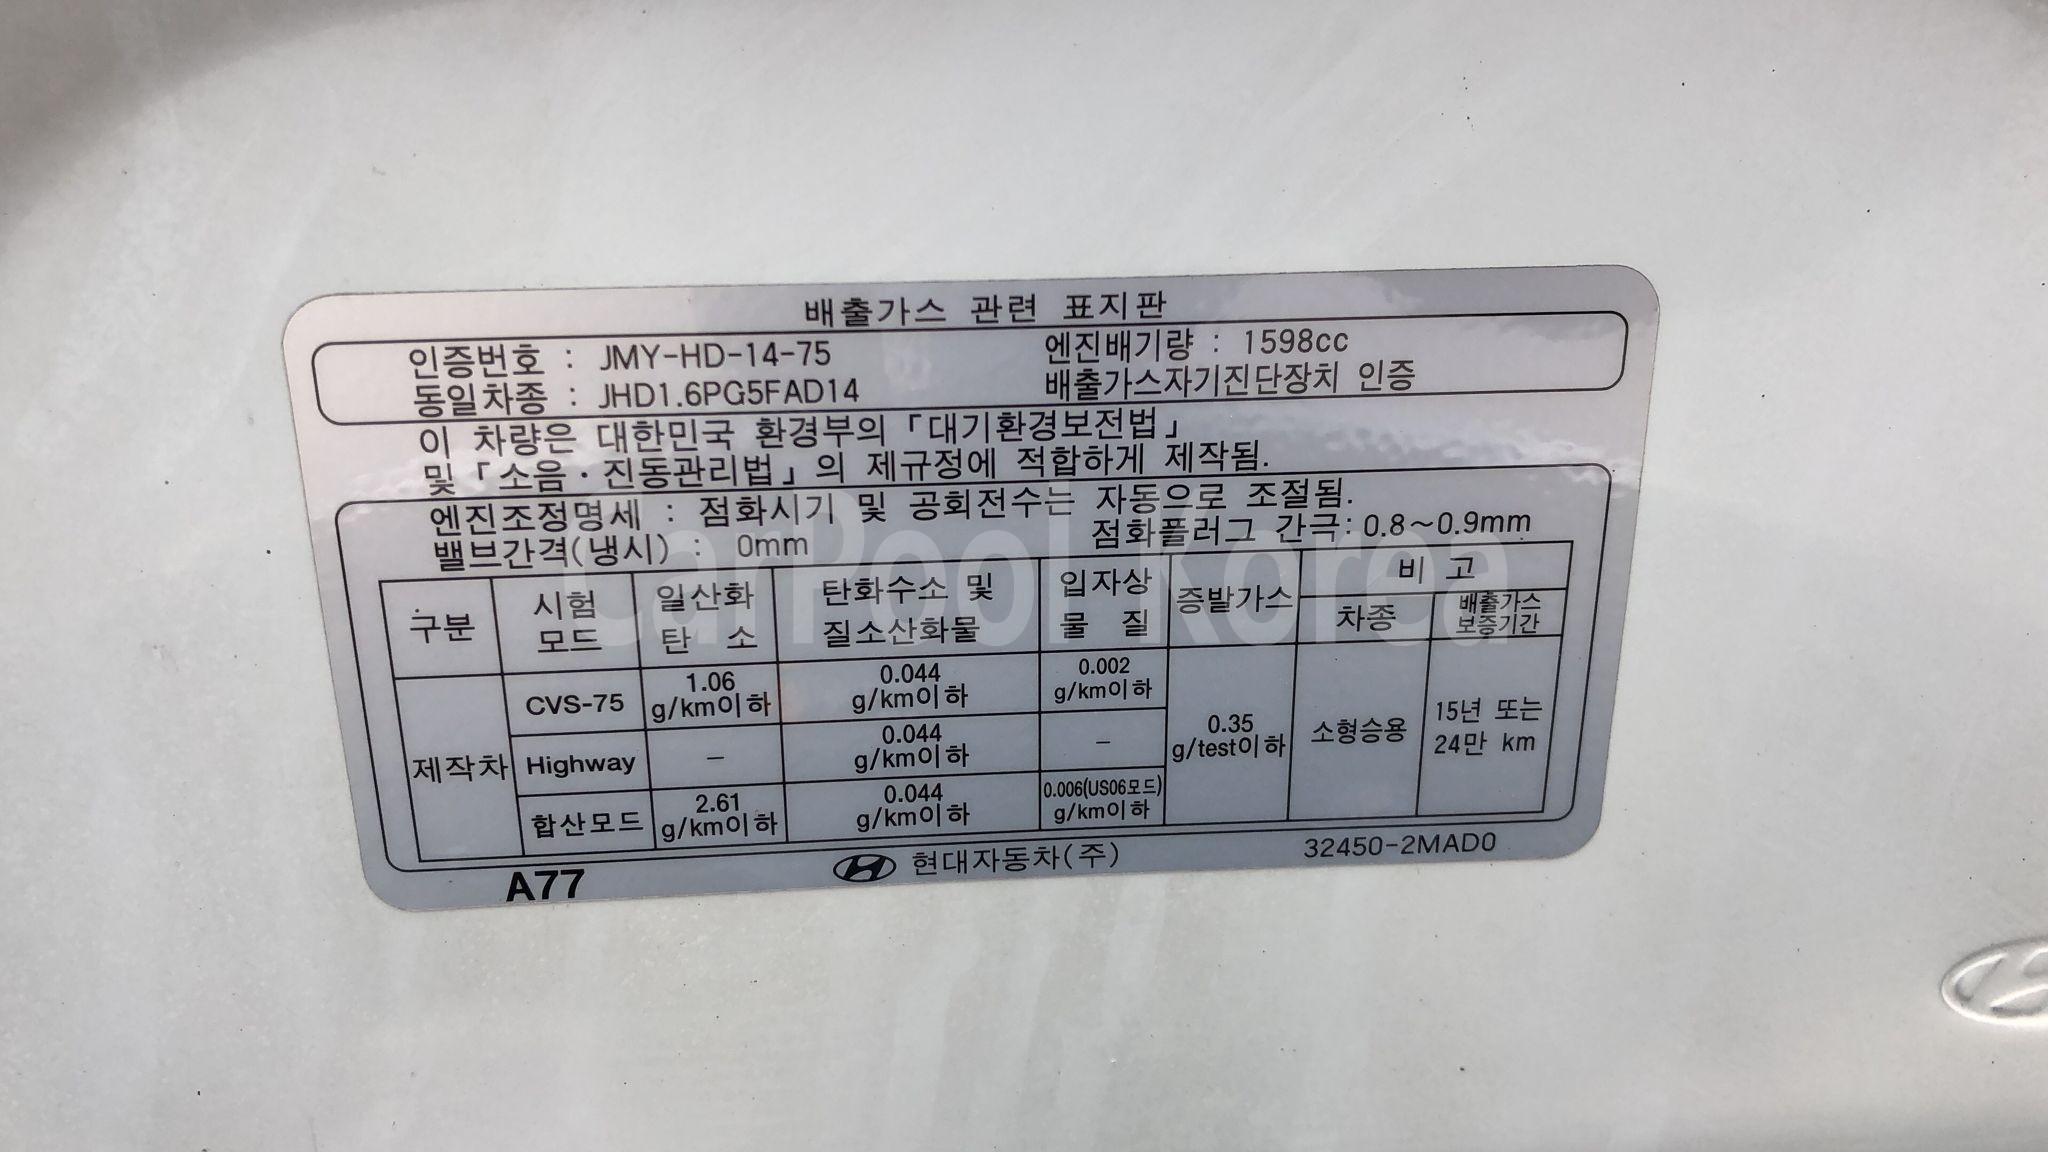 배출가스 관련 표지판
인증번호 : JMY-HD-14-75 엔진배기량 : 1598cc
동일차종 : JHD1.6PG5FAD14 배출가스자기진단장치 인증
이 차량은 대한민국 환경부의 「대기환경보전법」
및 「소음·진동관리법」의 제규정에 적합하게 제작됨.
엔진조정명세 : 점화시기 및 공회전수는 자동으로 조절됨.
밸브간격(냉시) : 0mm 점화플러그 간극: 0.8~0.9mm
구분 시험 모드 일산화 탄소 탄화수소 및 질소산화물 입자상 물질 증발가스 비고
차종 배출가스 보증기간
제작차 CVS-75 1.06 g/km이하 0.044 g/km이하 0.002 g/km이하 0.35 g/test이하 소형승용 15년 또는 24만 km
Highway – 0.044 g/km이하 –
합산모드 2.61 g/km이하 0.044 g/km이하 0.006(US06모드) g/km이하
A77 현대자동차(주) 32450-2MAD0
CarPool Korea